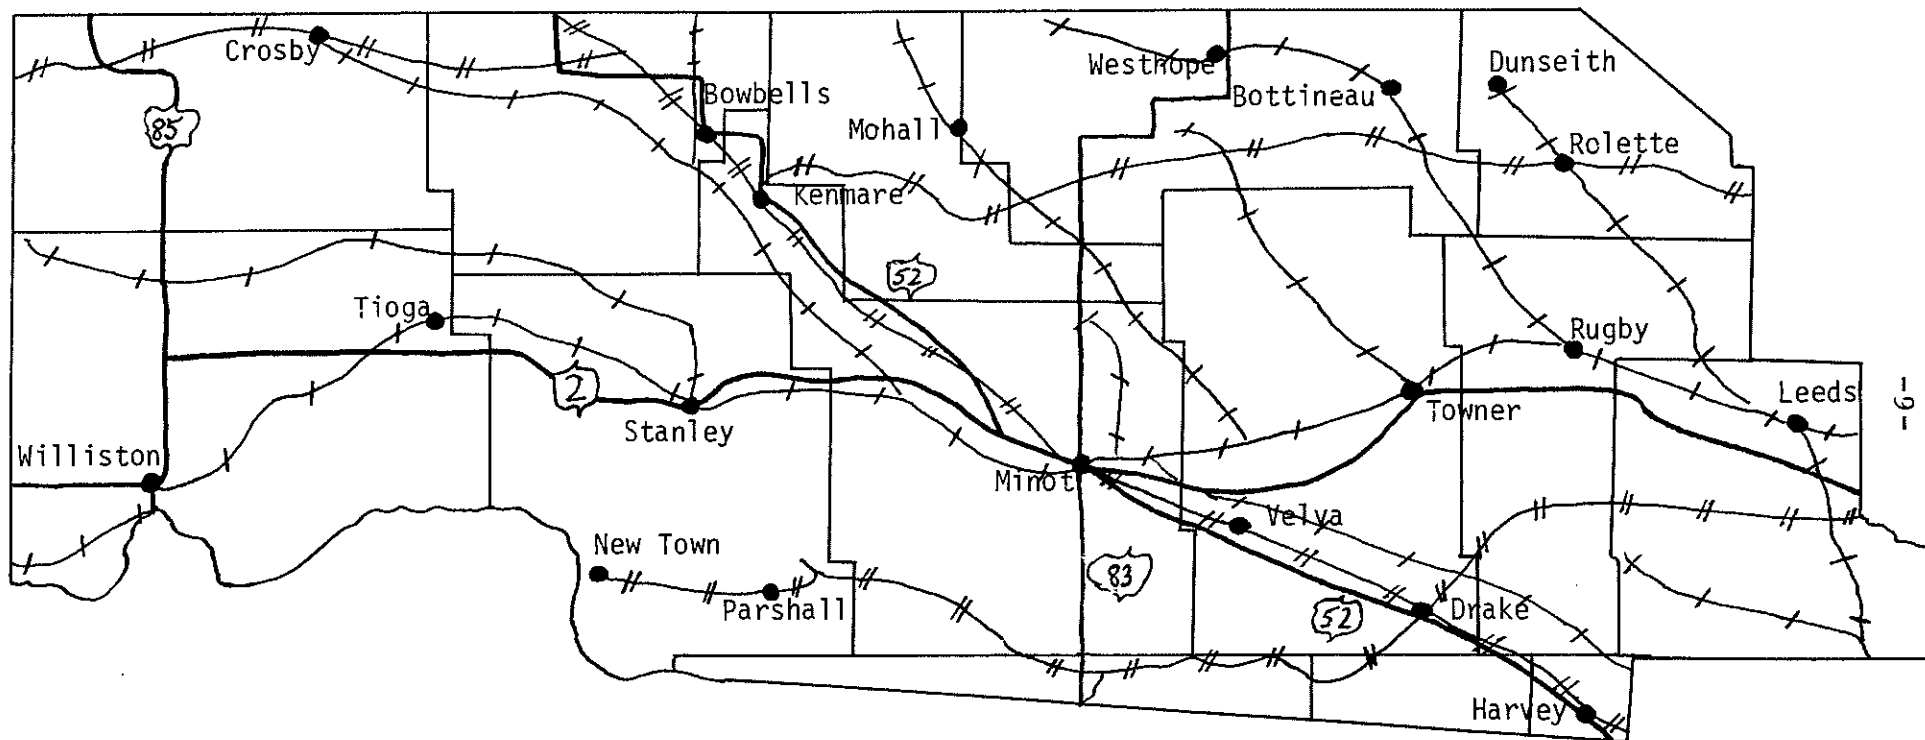 Crosby
Westhope
Dunseith
Bowbells
Bottineau
85
Mohall
Rolette
Kenmare
52
Tioga
Rugby
2
Leeds
Towner
Stanley
Williston
Minot
Velva
New Town
83
Parshall
52
Drake
Harvey
-9-